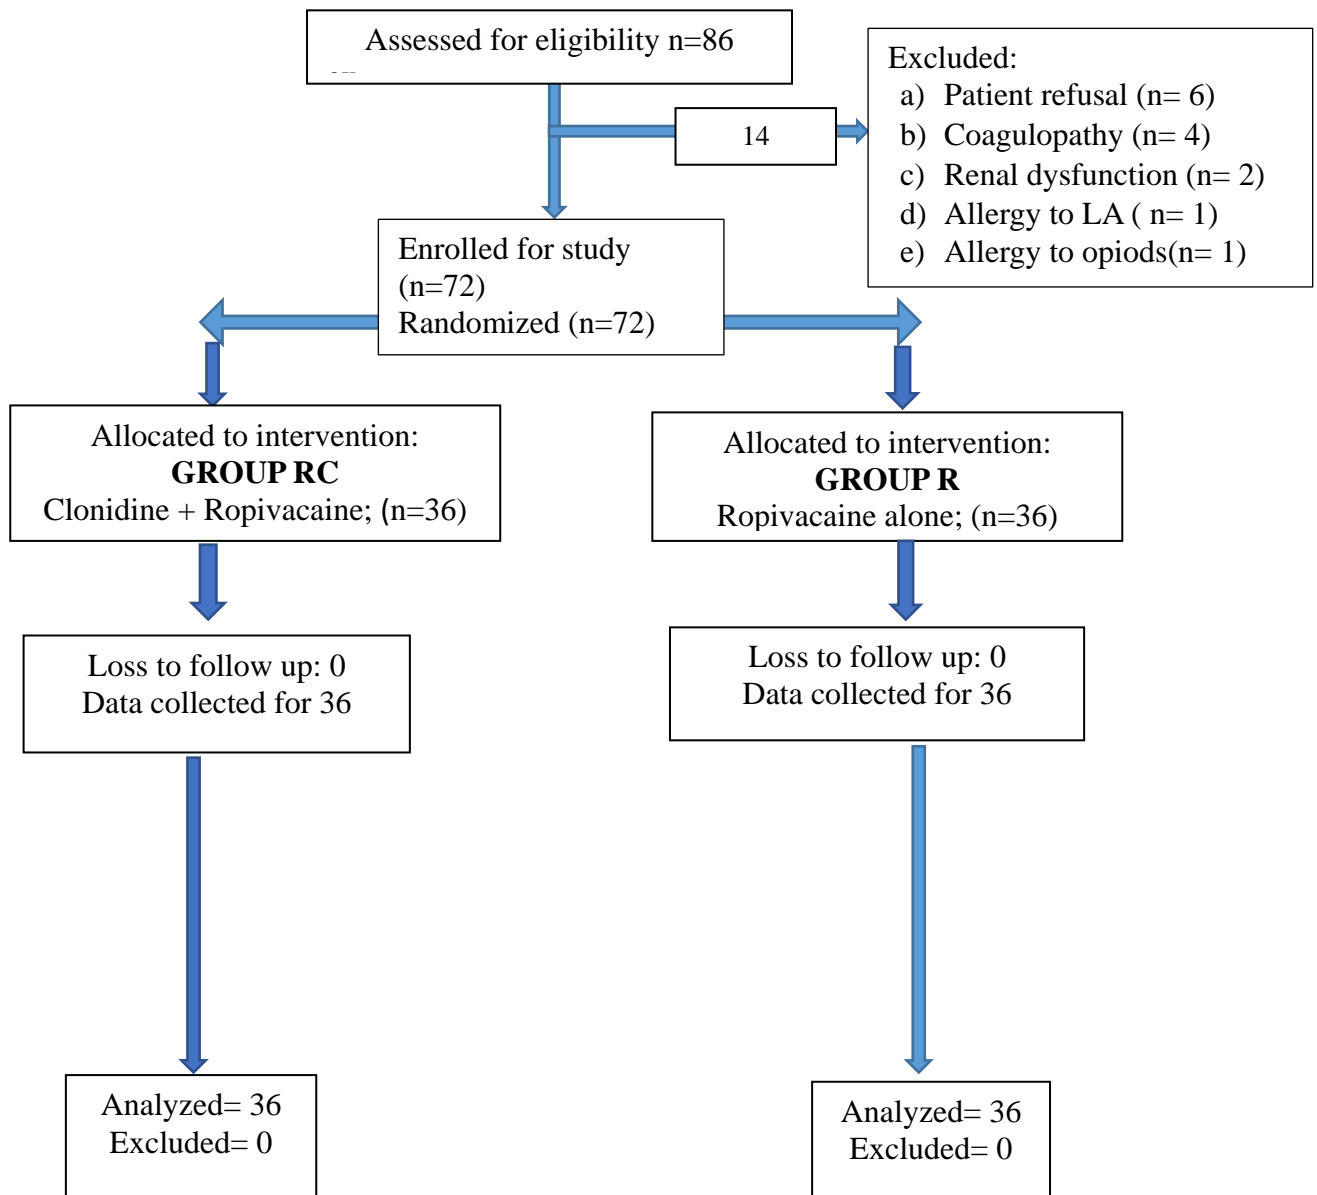 Assessed for eligibility n=86
14
Excluded:
a) Patient refusal (n= 6)
b) Coagulopathy (n= 4)
c) Renal dysfunction (n= 2)
d) Allergy to LA ( n= 1)
e) Allergy to opiods(n= 1)
Enrolled for study
(n=72)
Randomized (n=72)
Allocated to intervention:
GROUP RC
Clonidine + Ropivacaine; (n=36)
Allocated to intervention:
GROUP R
Ropivacaine alone; (n=36)
Loss to follow up: 0
Data collected for 36
Loss to follow up: 0
Data collected for 36
Analyzed= 36
Excluded= 0
Analyzed= 36
Excluded= 0